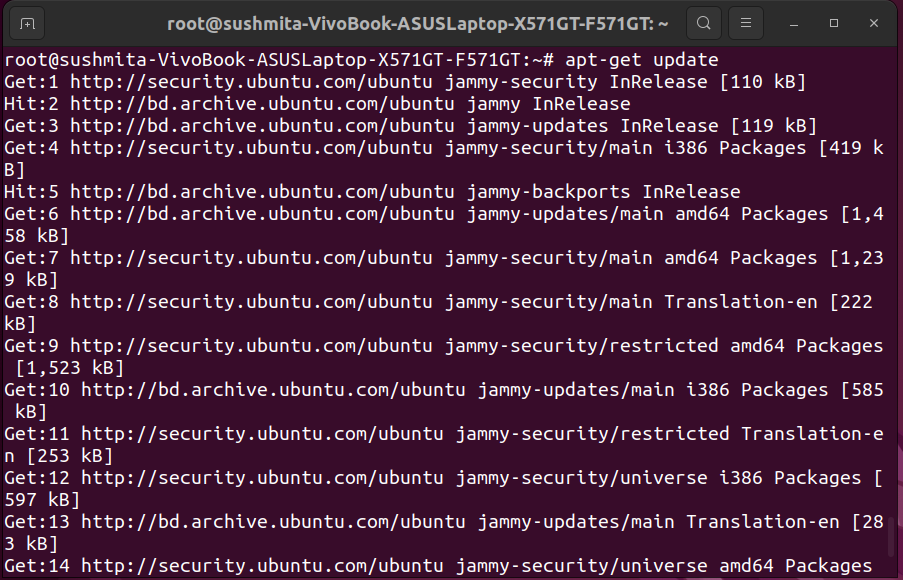 root@sushmita-VivoBook-ASUSLaptop-X571GT-F571GT: ~
root@sushmita-VivoBook-ASUSLaptop-X571GT-F571GT:~# apt-get update
Get:1 http://security.ubuntu.com/ubuntu jammy-security InRelease [110 kB]
Hit:2 http://bd.archive.ubuntu.com/ubuntu jammy InRelease
Get:3 http://bd.archive.ubuntu.com/ubuntu jammy-updates InRelease [119 kB]
Get:4 http://security.ubuntu.com/ubuntu jammy-security/main i386 Packages [419 k
B]
Hit:5 http://bd.archive.ubuntu.com/ubuntu jammy-backports InRelease
Get:6 http://bd.archive.ubuntu.com/ubuntu jammy-updates/main amd64 Packages [1,4
58 kB]
Get:7 http://security.ubuntu.com/ubuntu jammy-security/main amd64 Packages [1,23
9 kB]
Get:8 http://security.ubuntu.com/ubuntu jammy-security/main Translation-en [222
kB]
Get:9 http://security.ubuntu.com/ubuntu jammy-security/restricted amd64 Packages
 [1,523 kB]
Get:10 http://bd.archive.ubuntu.com/ubuntu jammy-updates/main i386 Packages [585
 kB]
Get:11 http://security.ubuntu.com/ubuntu jammy-security/restricted Translation-e
n [253 kB]
Get:12 http://security.ubuntu.com/ubuntu jammy-security/universe i386 Packages [
597 kB]
Get:13 http://bd.archive.ubuntu.com/ubuntu jammy-updates/main Translation-en [28
3 kB]
Get:14 http://security.ubuntu.com/ubuntu jammy-security/universe amd64 Packages